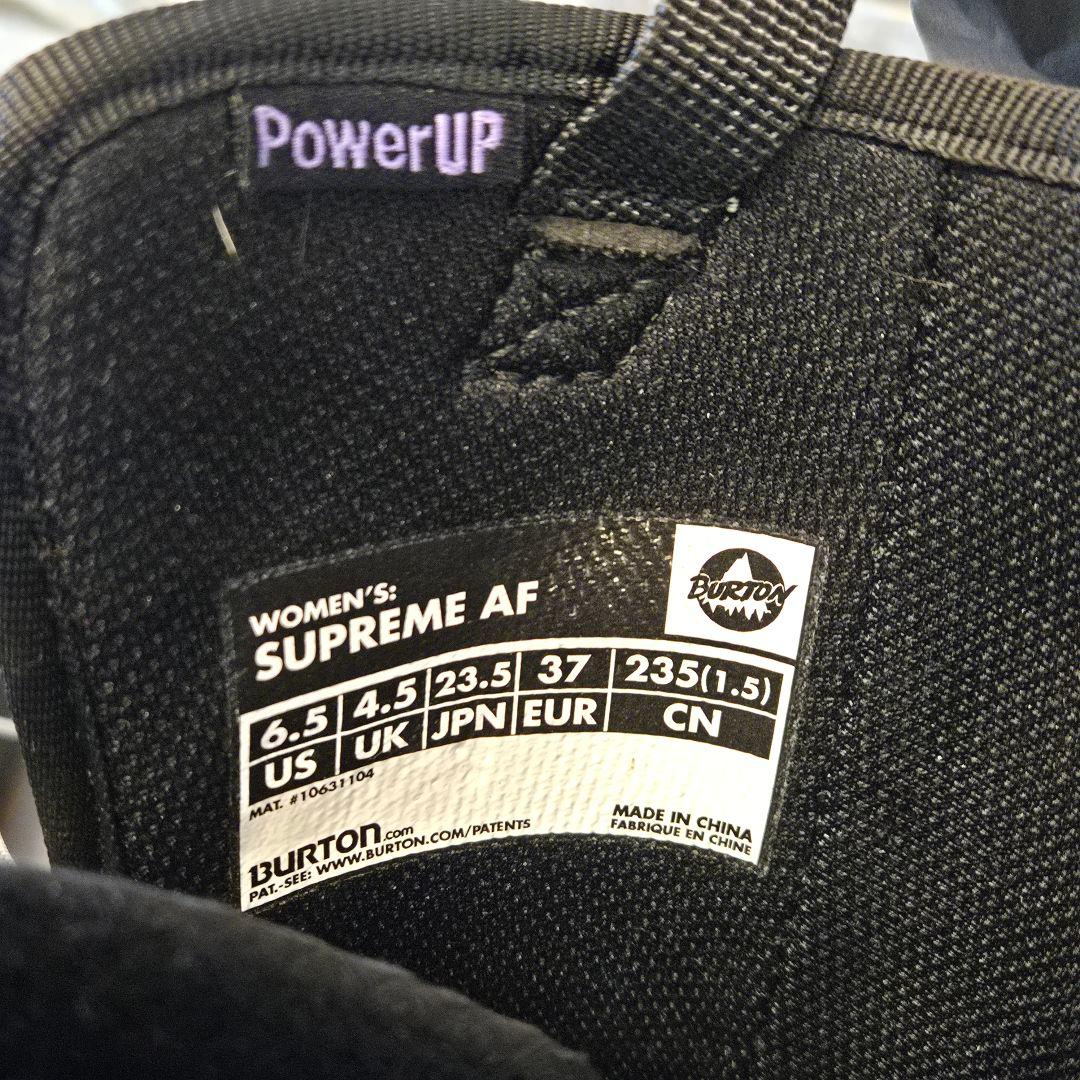 PowerUP
WOMEN'S:
SUPREME AF
BURTON
6.5 4.5 23.5 37 235(1.5)
US UK JPN EUR CN
MAT. #10631104
BURTON.com
PAT.-SEE: WWW.BURTON.COM/PATENTS
MADE IN CHINA
FABRIQUE EN CHINE